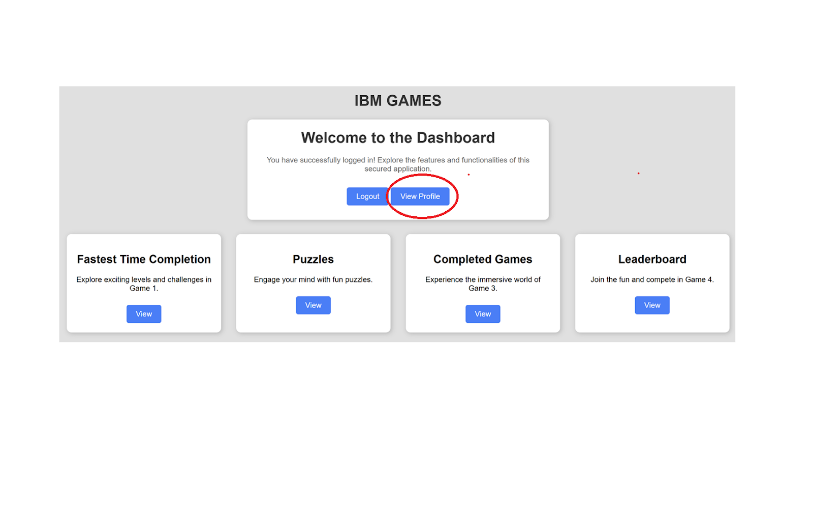 IBM GAMES
Welcome to the Dashboard
You have successfully logged in! Explore the features and functionalities of this
secured application.
Logout
View Profile
Fastest Time Completion
Explore exciting levels and challenges in
Game 1.
View
Puzzles
Engage your mind with fun puzzles.
View
Completed Games
Experience the immersive world of
Game 3.
View
Leaderboard
Join the fun and compete in Game 4.
View